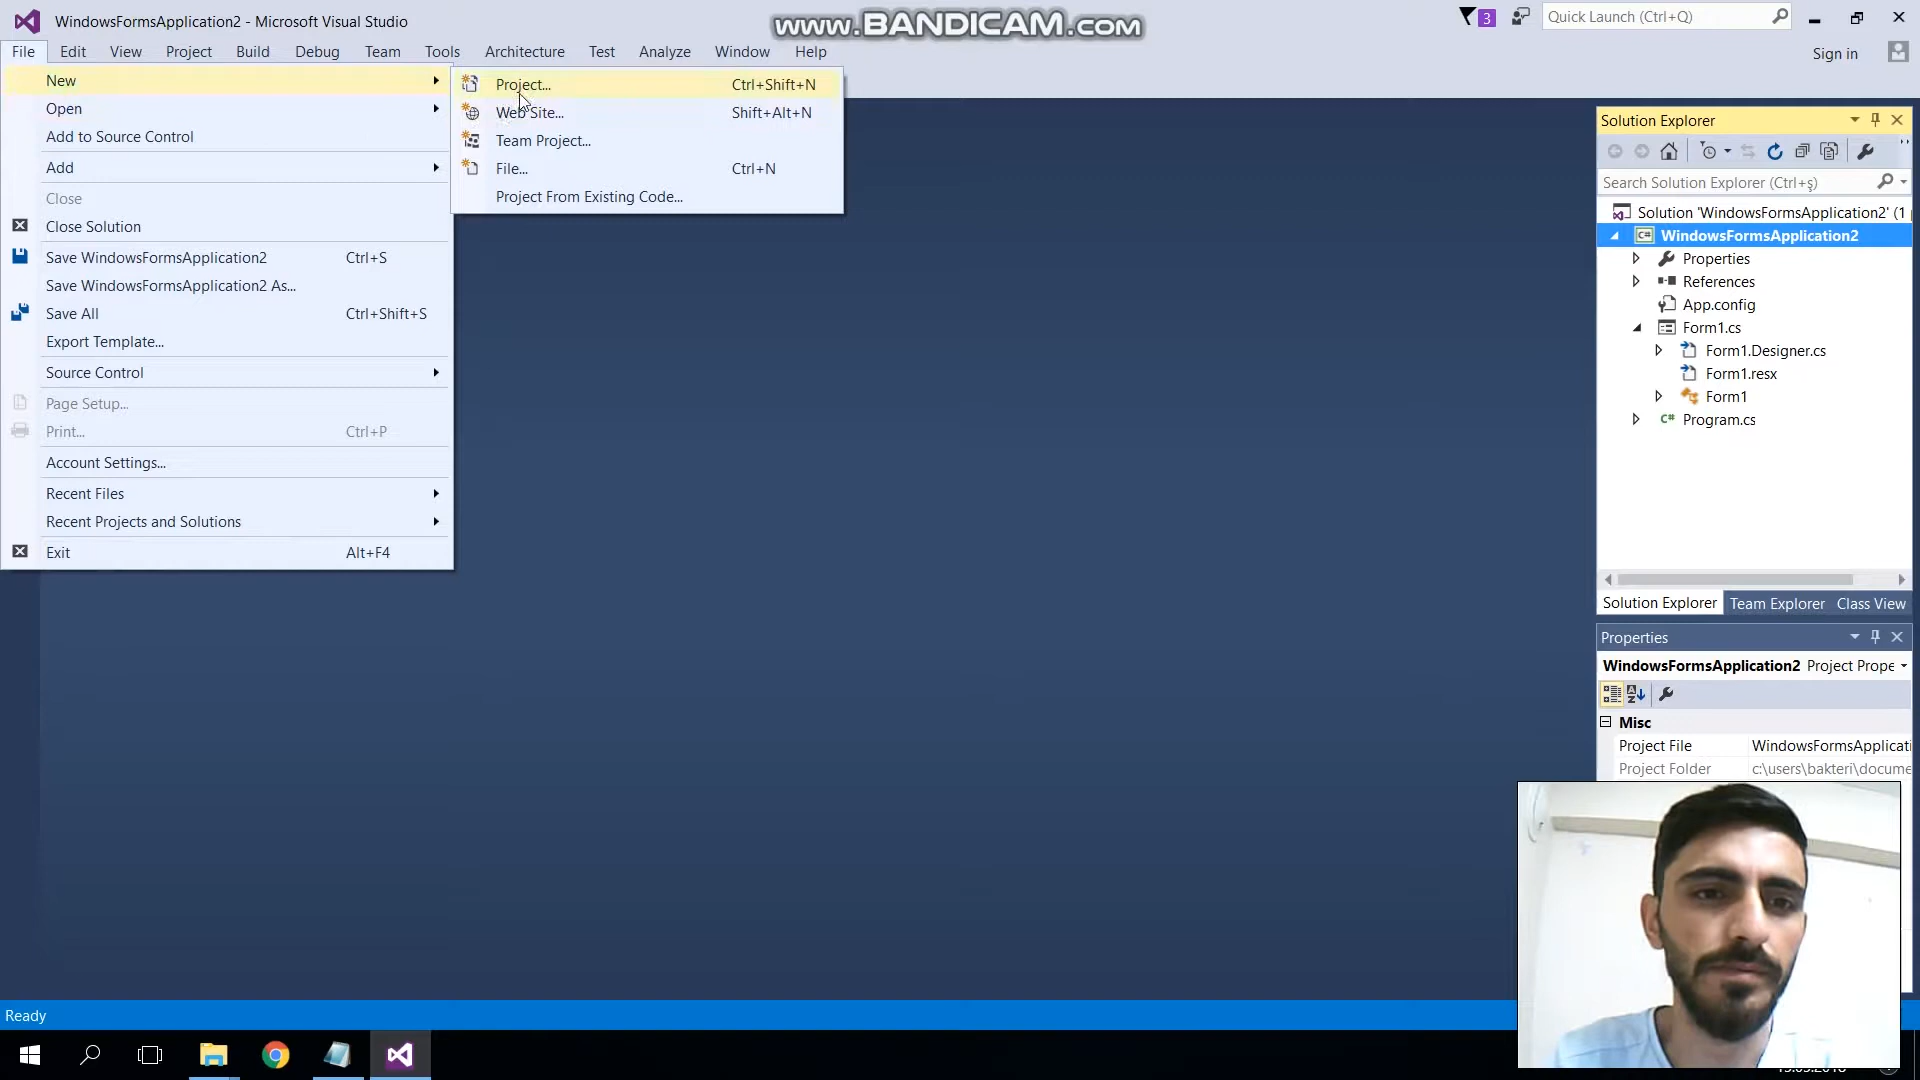 WindowsFormsApplication2 - Microsoft Visual Studio
www.BANDICAM.com
3
Quick Launch (Ctrl+Q)
File Edit View Project Build Debug Team Tools Architecture Test Analyze Window Help
Sign in
New
Open
Add to Source Control
Add
Close
Close Solution
Save WindowsFormsApplication2 Ctrl+S
Save WindowsFormsApplication2 As...
Save All Ctrl+Shift+S
Export Template...
Source Control
Page Setup...
Print... Ctrl+P
Account Settings...
Recent Files
Recent Projects and Solutions
Exit Alt+F4
Project... Ctrl+Shift+N
Web Site... Shift+Alt+N
Team Project...
File... Ctrl+N
Project From Existing Code...
Solution Explorer
Search Solution Explorer (Ctrl+ş)
Solution 'WindowsFormsApplication2' (1
C# WindowsFormsApplication2
Properties
References
App.config
Form1.cs
Form1.Designer.cs
Form1.resx
Form1
C# Program.cs
Solution Explorer Team Explorer Class View
Properties
WindowsFormsApplication2 Project Prope
Misc
Project File WindowsFormsApplicati
Project Folder c:\users\bakteri\docume
Ready